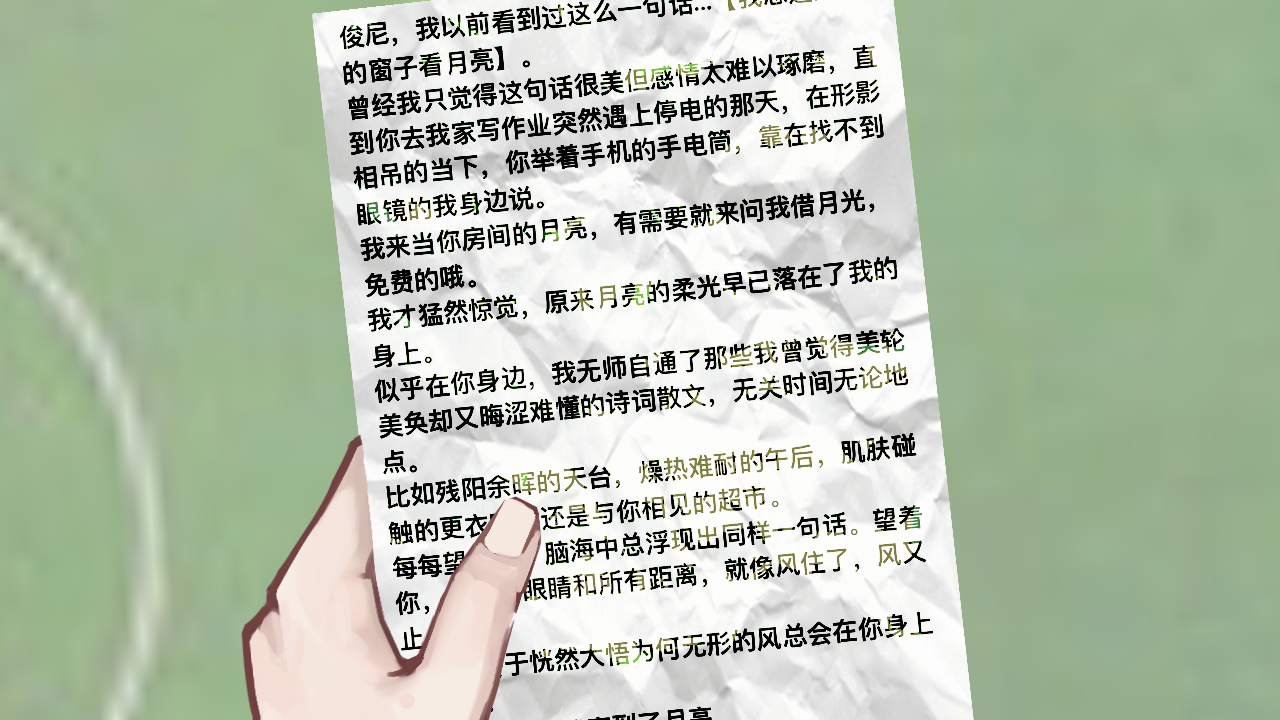 俊尼，我以前看到过这么一句话...【我想
的窗子看月亮】。
曾经我只觉得这句话很美但感情太难以琢磨，直
到你去我家写作业突然遇上停电的那天，在形影
相吊的当下，你举着手机的手电筒，靠在找不到
眼镜的我身边说。
我来当你房间的月亮，有需要就来问我借月光，
免费的哦。
我才猛然惊觉，原来月亮的柔光早已落在了我的
身上。
似乎在你身边，我无师自通了那些我曾觉得美轮
美奂却又晦涩难懂的诗词散文，无关时间无论地
点。
比如残阳余晖的天台，燥热难耐的午后，肌肤碰
触的更衣 还是与你相见的超市。
每每望 脑海中总浮现出同样一句话。望着
你， 眼睛和所有距离，就像风住了，风又
止
于恍然大悟为何无形的风总会在你身上
到了月亮